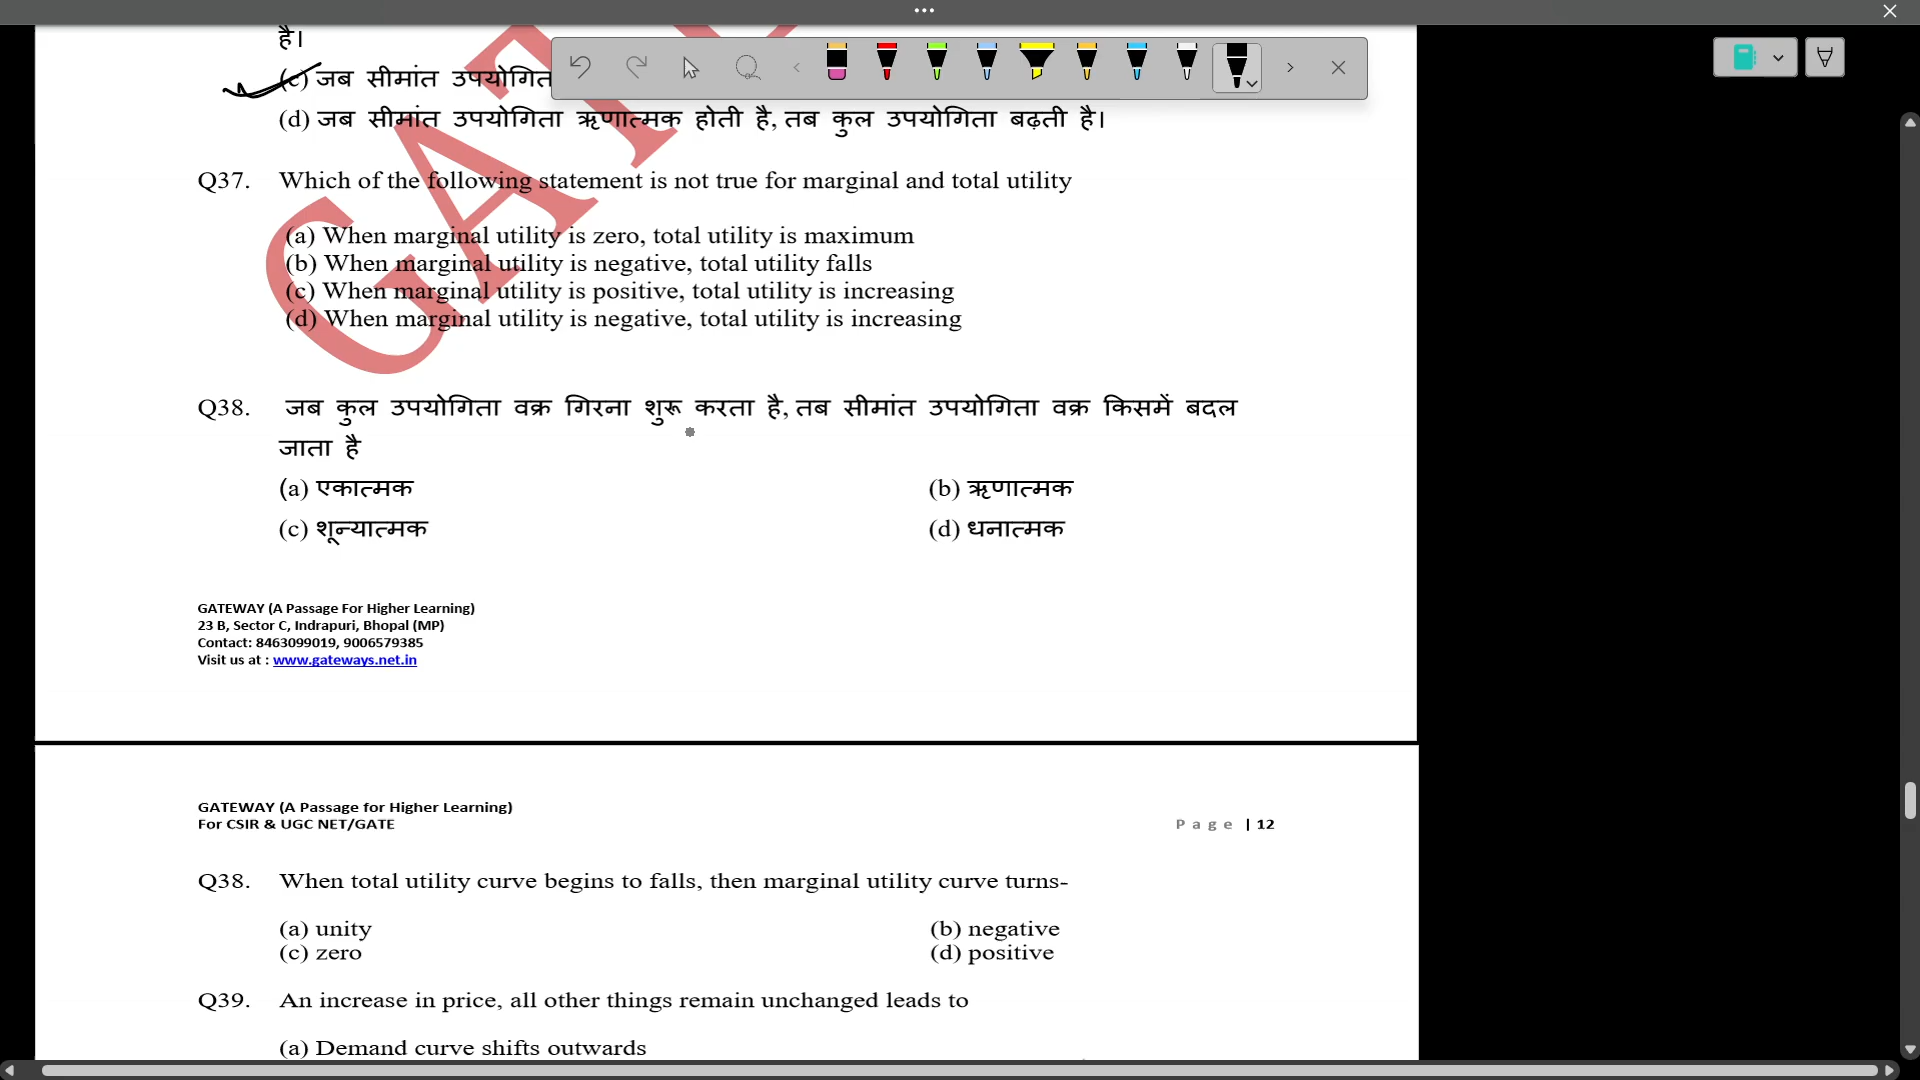 है।
(c) जब सीमांत उपयोगित
(d) जब सीमांत उपयोगिता ऋणात्मक होती है, तब कुल उपयोगिता बढ़ती है।
Q37. Which of the following statement is not true for marginal and total utility
(a) When marginal utility is zero, total utility is maximum
(b) When marginal utility is negative, total utility falls
(c) When marginal utility is positive, total utility is increasing
(d) When marginal utility is negative, total utility is increasing
Q38. जब कुल उपयोगिता वक्र गिरना शुरू करता है, तब सीमांत उपयोगिता वक्र किसमें बदल
जाता है
(a) एकात्मक (b) ऋणात्मक
(c) शून्यात्मक (d) धनात्मक
GATEWAY (A Passage For Higher Learning)
23 B, Sector C, Indrapuri, Bhopal (MP)
Contact: 8463099019, 9006579385
Visit us at : www.gateways.net.in
GATEWAY (A Passage for Higher Learning)
For CSIR & UGC NET/GATE
Page | 12
Q38. When total utility curve begins to falls, then marginal utility curve turns-
(a) unity (b) negative
(c) zero (d) positive
Q39. An increase in price, all other things remain unchanged leads to
(a) Demand curve shifts outwards